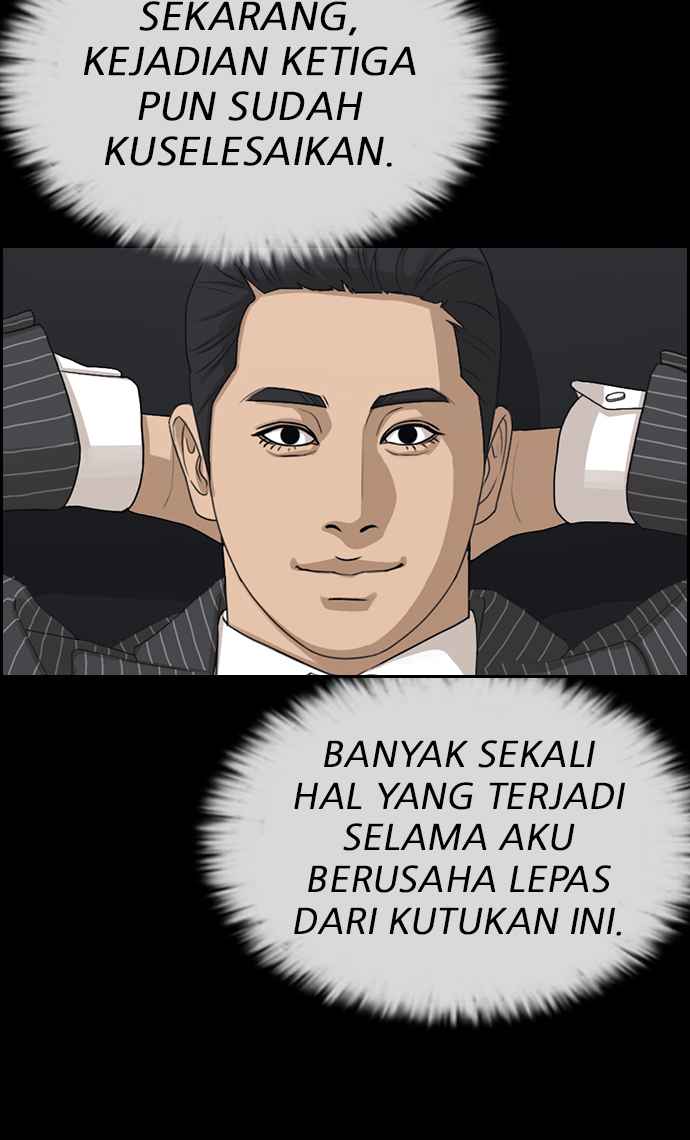 SEKARANG,
KEJADIAN KETIGA
PUN SUDAH
KUSELESAIKAN.
BANYAK SEKALI
HAL YANG TERJADI
SELAMA AKU
BERUSAHA LEPAS
DARI KUTUKAN INI.